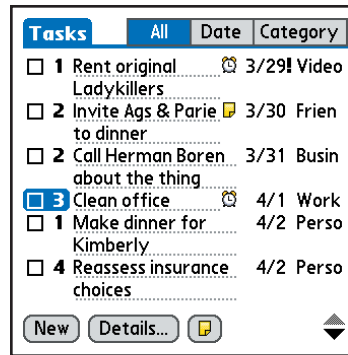 Tasks All Date Category
1 Rent original 3/29! Video
Ladykillers
2 Invite Ags & Parie 3/30 Frien
to dinner
2 Call Herman Boren 3/31 Busin
about the thing
3 Clean office 4/1 Work
1 Make dinner for 4/2 Perso
Kimberly
4 Reassess insurance 4/2 Perso
choices
New Details...